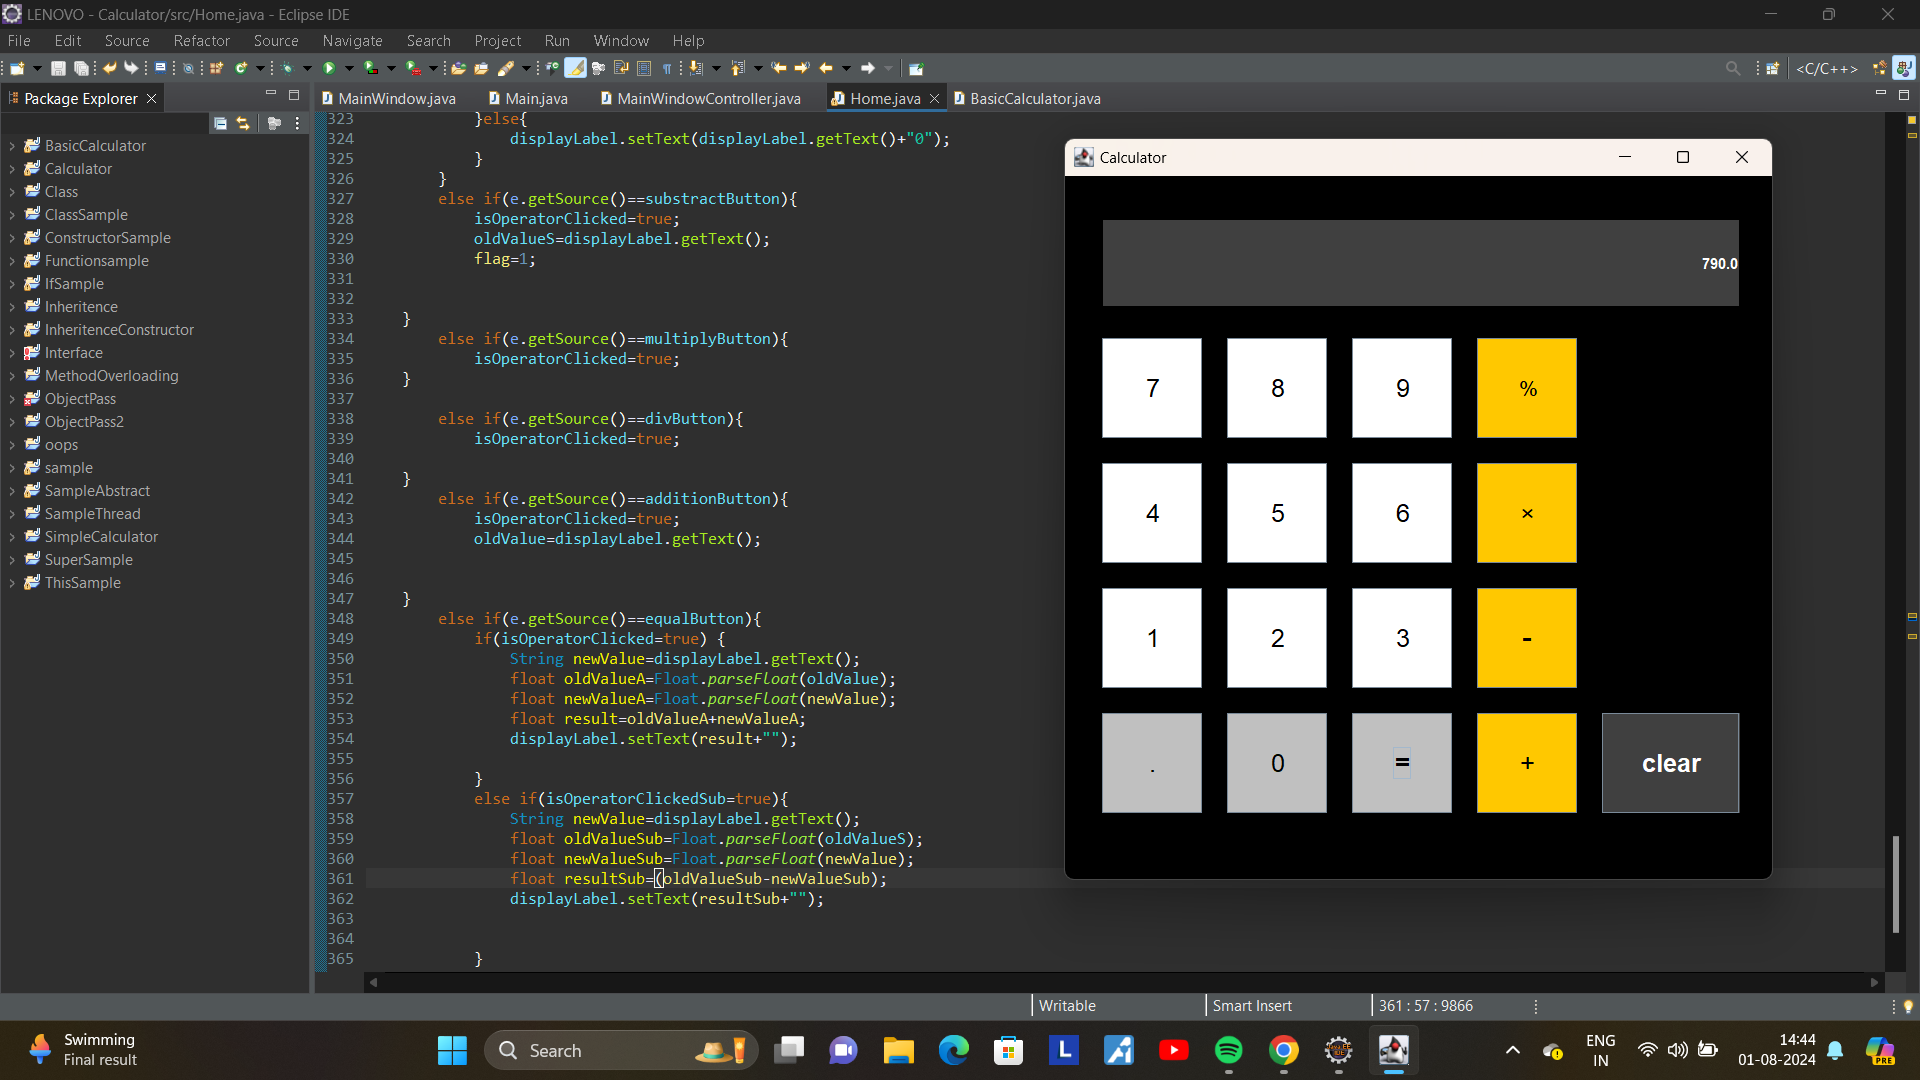 LENOVO - Calculator/src/Home.java - Eclipse IDE
File Edit Source Refactor Source Navigate Search Project Run Window Help
<C/C++>
Package Explorer
MainWindow.java Main.java MainWindowController.java Home.java BasicCalculator.java
BasicCalculator
Calculator
Class
ClassSample
ConstructorSample
Functionsample
IfSample
Inheritence
InheritenceConstructor
Interface
MethodOverloading
ObjectPass
ObjectPass2
oops
sample
SampleAbstract
SampleThread
SimpleCalculator
SuperSample
ThisSample
323 }else{
324 displayLabel.setText(displayLabel.getText()+"0");
325 }
326 }
327 else if(e.getSource()==substractButton){
328 isOperatorClicked=true;
329 oldValueS=displayLabel.getText();
330 flag=1;
331
332
333 }
334 else if(e.getSource()==multiplyButton){
335 isOperatorClicked=true;
336 }
337
338 else if(e.getSource()==divButton){
339 isOperatorClicked=true;
340
341 }
342 else if(e.getSource()==additionButton){
343 isOperatorClicked=true;
344 oldValue=displayLabel.getText();
345
346
347 }
348 else if(e.getSource()==equalButton){
349 if(isOperatorClicked=true) {
350 String newValue=displayLabel.getText();
351 float oldValueA=Float.parseFloat(oldValue);
352 float newValueA=Float.parseFloat(newValue);
353 float result=oldValueA+newValueA;
354 displayLabel.setText(result+"");
355
356 }
357 else if(isOperatorClickedSub=true){
358 String newValue=displayLabel.getText();
359 float oldValueSub=Float.parseFloat(oldValueS);
360 float newValueSub=Float.parseFloat(newValue);
361 float resultSub=(oldValueSub-newValueSub);
362 displayLabel.setText(resultSub+"");
363
364
365 }
Calculator
790.0
7 8 9 %
4 5 6 ×
1 2 3 -
. 0 = + clear
Writable Smart Insert 361 : 57 : 9866
Swimming
Final result
Search
L
ENG
IN
14:44
01-08-2024
PRE